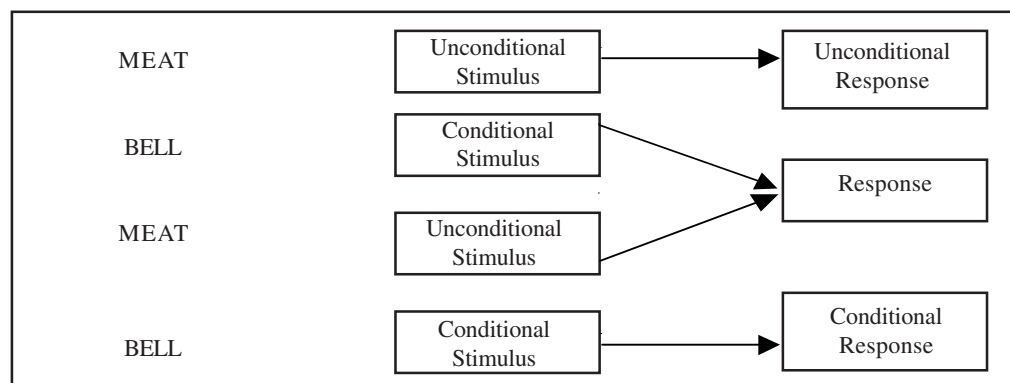 MEAT
Unconditional
Stimulus
Unconditional
Response
BELL
Conditional
Stimulus
Response
MEAT
Unconditional
Stimulus
BELL
Conditional
Stimulus
Conditional
Response